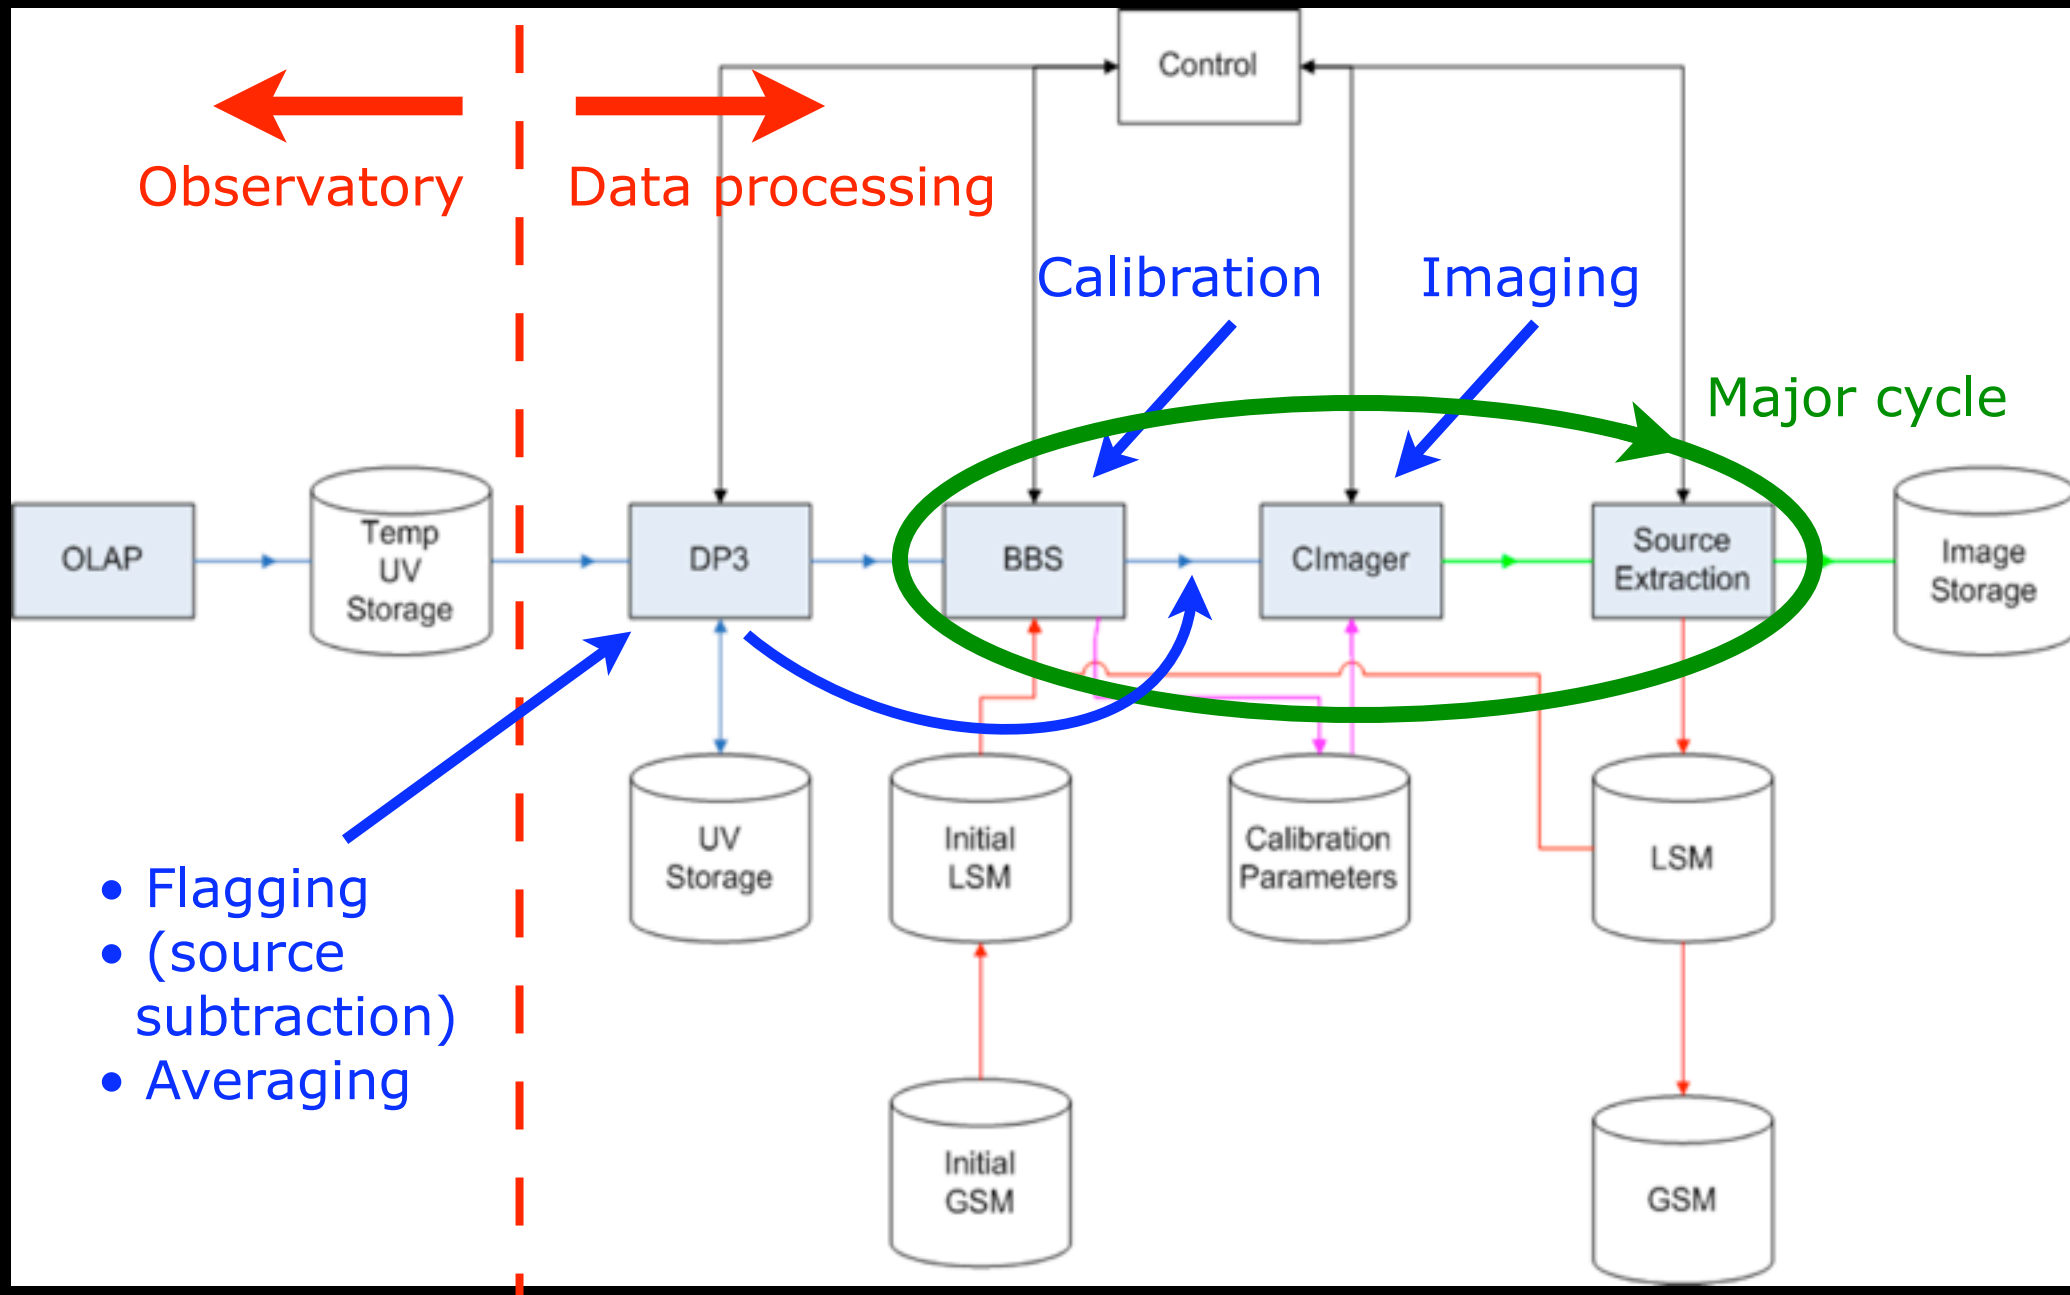 Control
Observatory
Data processing
Calibration
Imaging
Major cycle
OLAP
Temp
UV
Storage
DP3
BBS
CImager
Source
Extraction
Image
Storage
UV
Storage
Initial
LSM
Calibration
Parameters
LSM
• Flagging
• (source
subtraction)
• Averaging
Initial
GSM
GSM